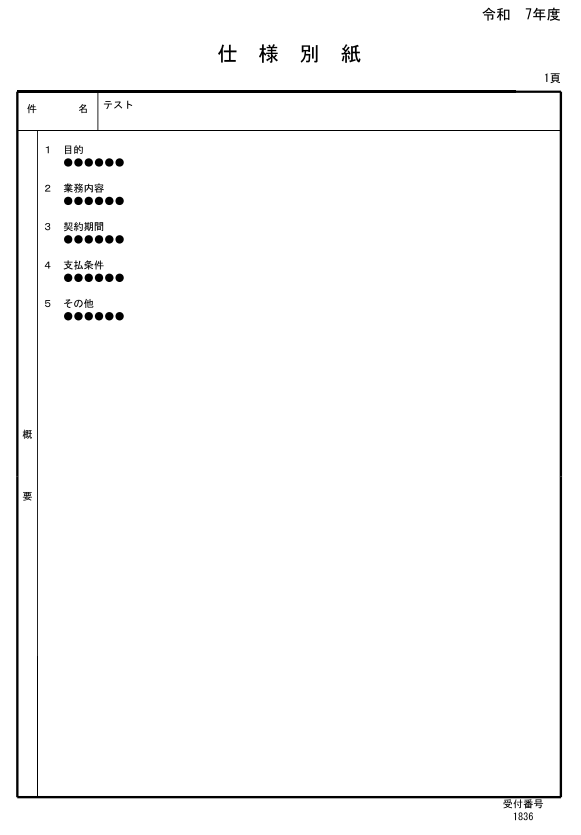 令和　7年度
仕 様 別 紙
1頁
件　　名　テスト
1　目的
●●●●●●
2　業務内容
●●●●●●
3　契約期間
●●●●●●
4　支払条件
●●●●●●
5　その他
●●●●●●
概
要
受付番号
1836